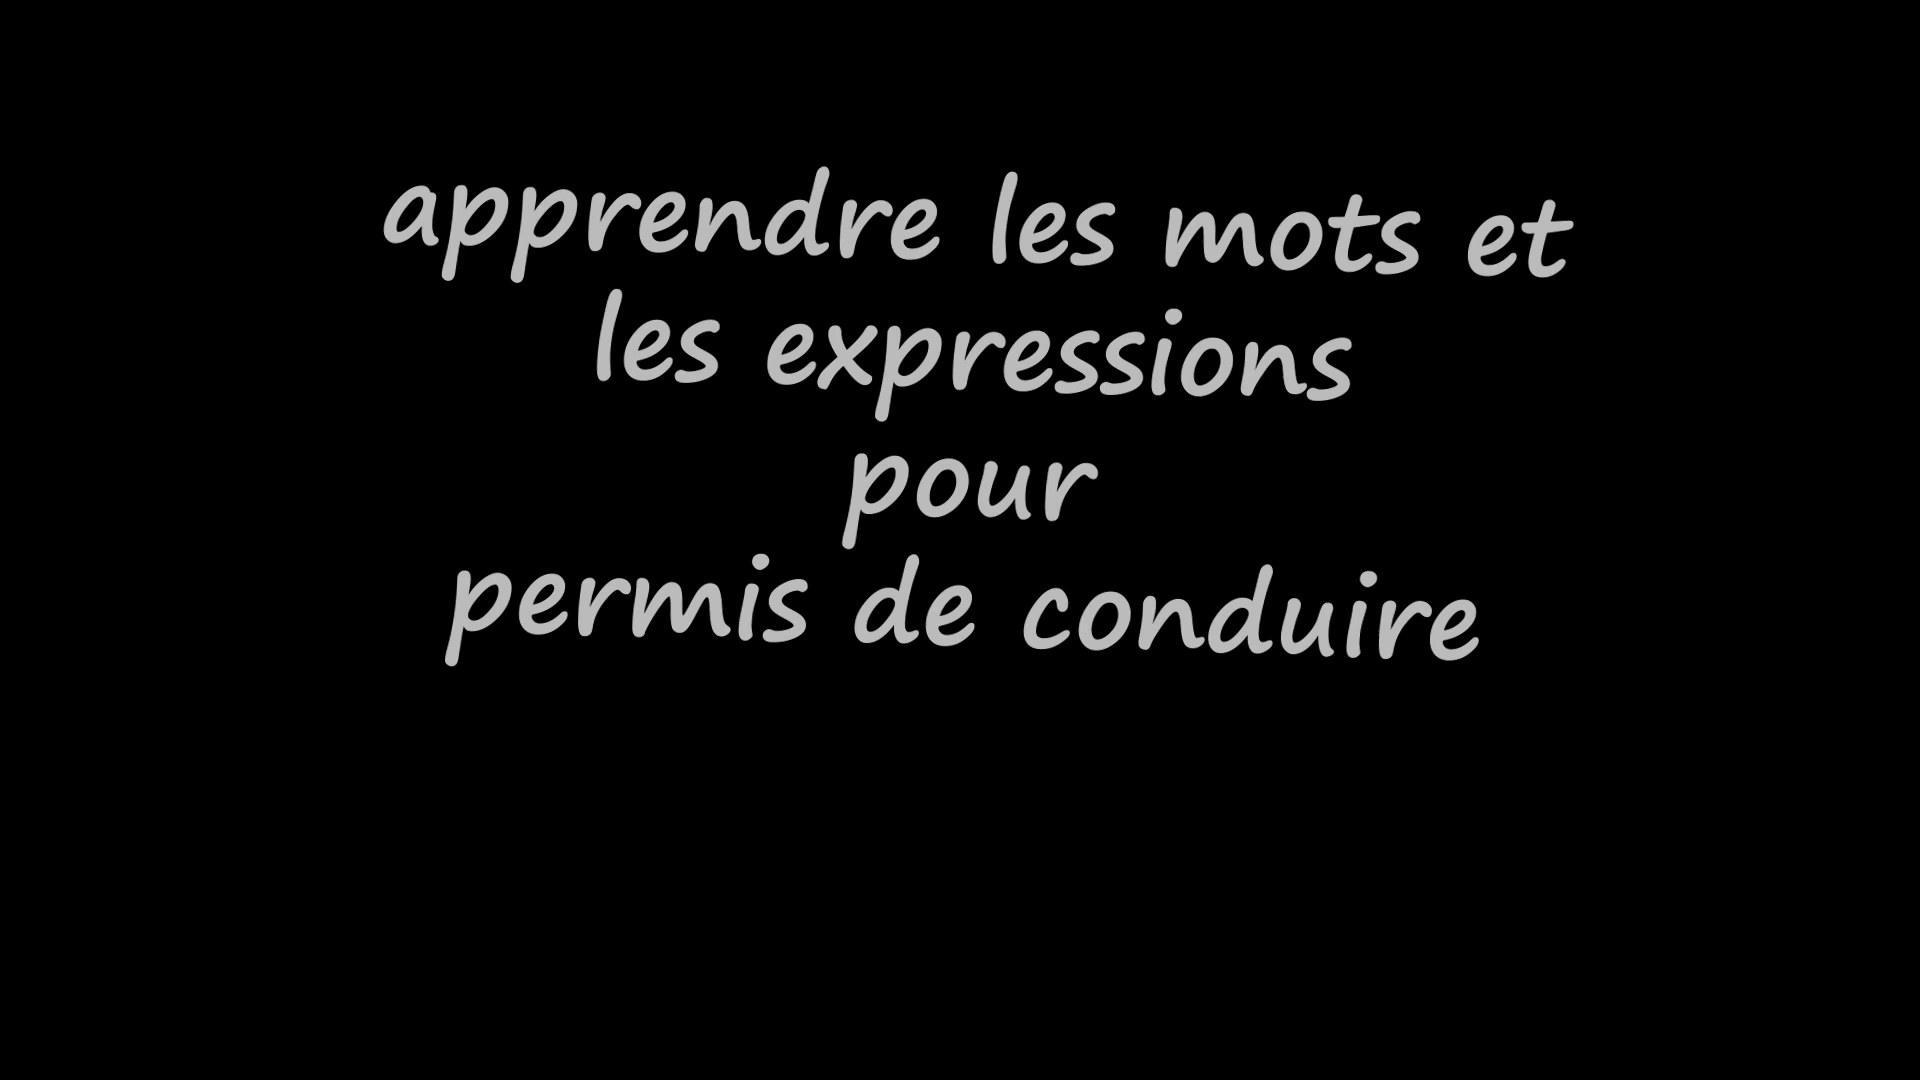 apprendre les mots et
les expressions
pour
permis de conduire